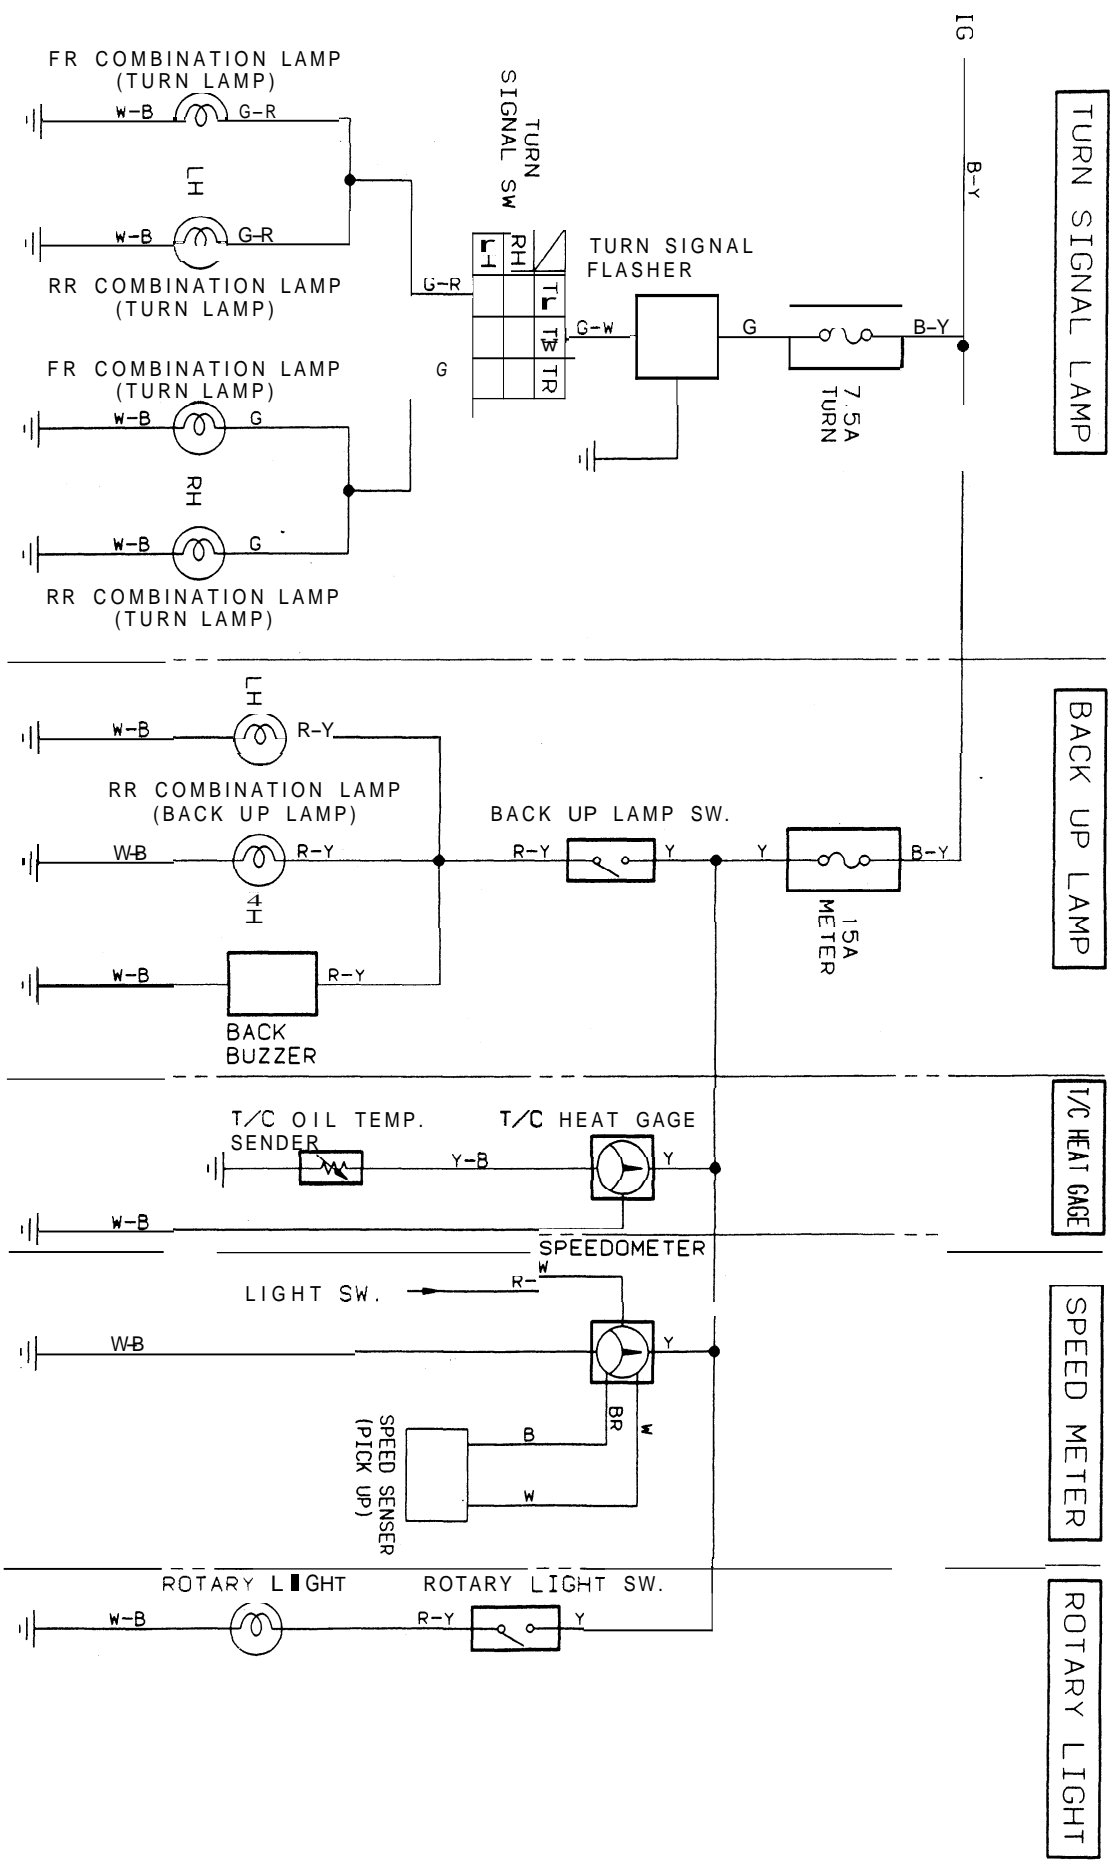 IG
FR COMBINATION LAMP
(TURN LAMP)
W-B
G-R
LH
W-B
G-R
RR COMBINATION LAMP
(TURN LAMP)
TURN
SIGNAL SW
G-R
RH
TW
TR
G-W
TURN SIGNAL
FLASHER
G
B-Y
B-Y
7.5A
TURN
TURN SIGNAL LAMP
FR COMBINATION LAMP
(TURN LAMP)
G
W-B
G
RH
W-B
G
RR COMBINATION LAMP
(TURN LAMP)
LH
W-B
R-Y
RR COMBINATION LAMP
(BACK UP LAMP)
BACK UP LAMP SW.
W-B
R-Y
R-Y
Y
Y
B-Y
15A
METER
BACK UP LAMP
W-B
R-Y
BACK
BUZZER
T/C OIL TEMP.
SENDER
T/C HEAT GAGE
Y-B
Y
W-B
T/C HEAT GAGE
SPEEDOMETER
LIGHT SW.
R-
W
W-B
Y
BR
W
B
W
SPEED SENSER
(PICK UP)
SPEED METER
ROTARY LIGHT
ROTARY LIGHT SW.
W-B
R-Y
Y
ROTARY LIGHT